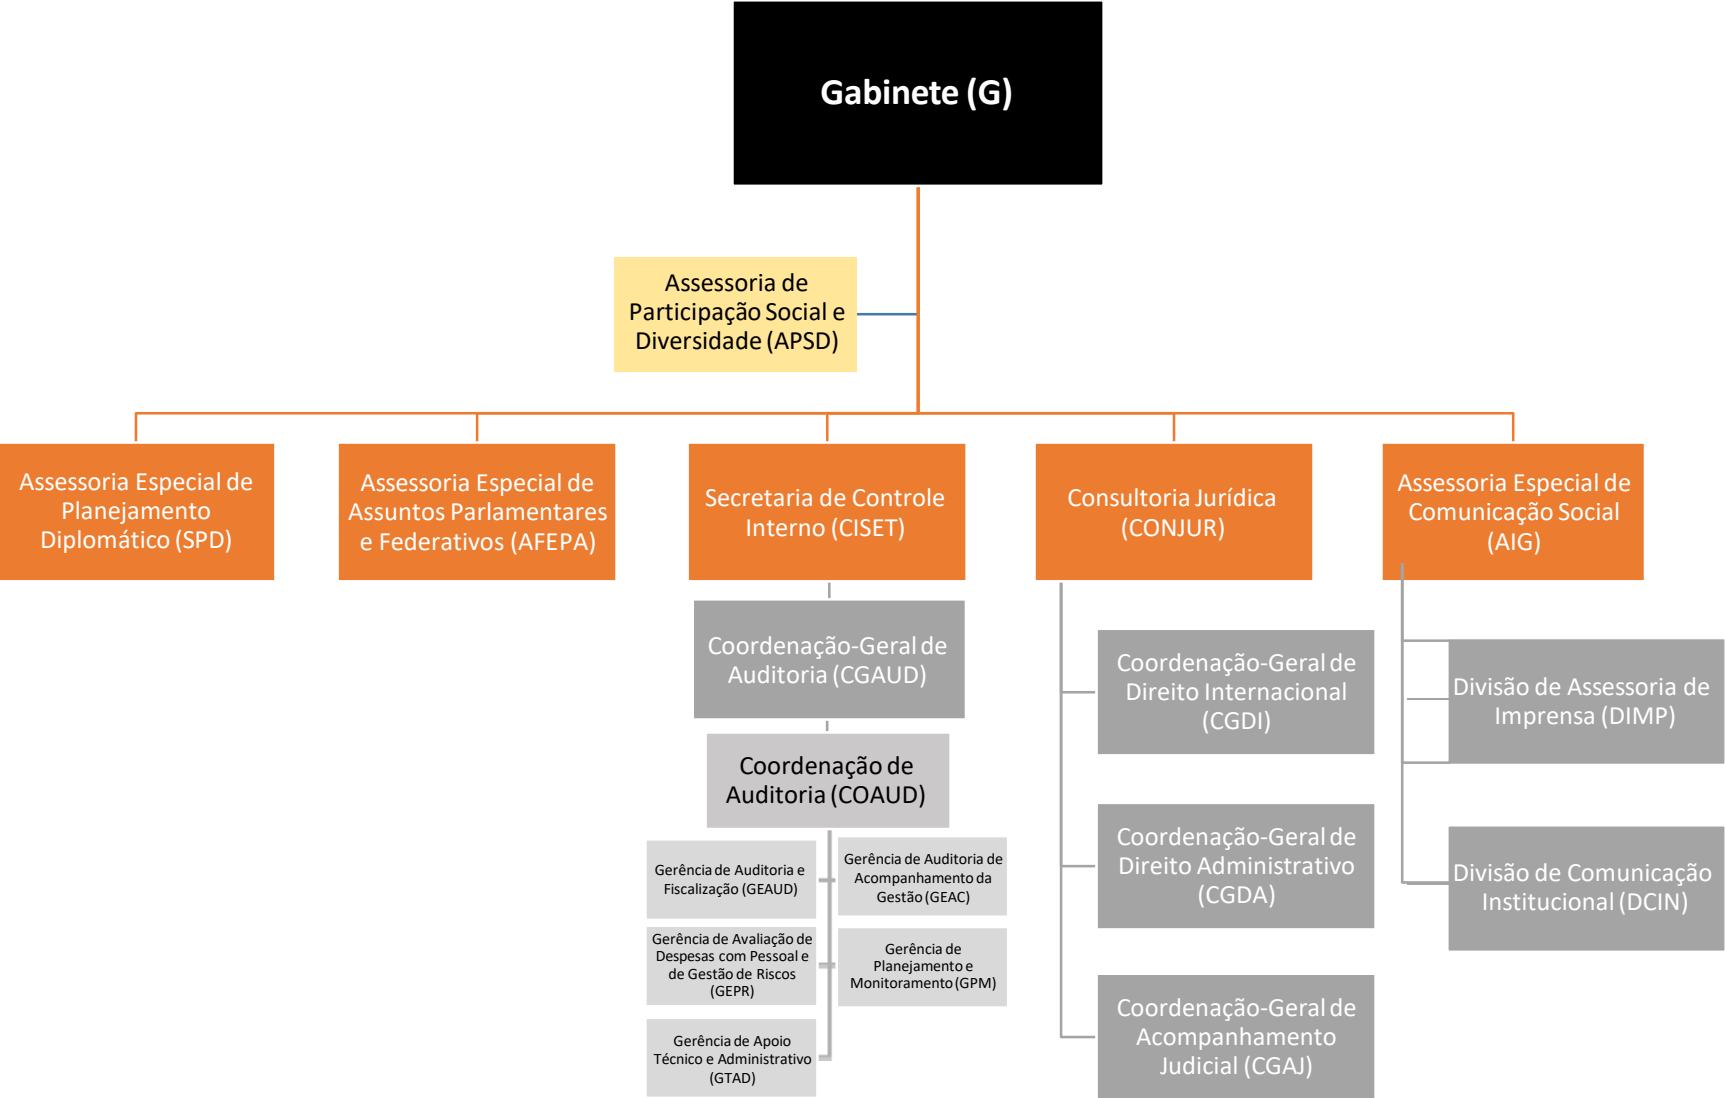 Gabinete (G)
Assessoria de
Participação Social e
Diversidade (APSD)
Assessoria Especial de
Planejamento
Diplomático (SPD)
Assessoria Especial de
Assuntos Parlamentares
e Federativos (AFEPA)
Secretaria de Controle
Interno (CISET)
Consultoria Jurídica
(CONJUR)
Assessoria Especial de
Comunicação Social
(AIG)
Coordenação-Geral de
Auditoria (CGAUD)
Coordenação de
Auditoria (COAUD)
Gerência de Auditoria e
Fiscalização (GEAUD)
Gerência de Auditoria de
Acompanhamento da
Gestão (GEAC)
Gerência de Avaliação de
Despesas com Pessoal e
de Gestão de Riscos
(GEPR)
Gerência de
Planejamento e
Monitoramento (GPM)
Gerência de Apoio
Técnico e Administrativo
(GTAD)
Coordenação-Geral de
Direito Internacional
(CGDI)
Coordenação-Geral de
Direito Administrativo
(CGDA)
Coordenação-Geral de
Acompanhamento
Judicial (CGAJ)
Divisão de Assessoria de
Imprensa (DIMP)
Divisão de Comunicação
Institucional (DCIN)